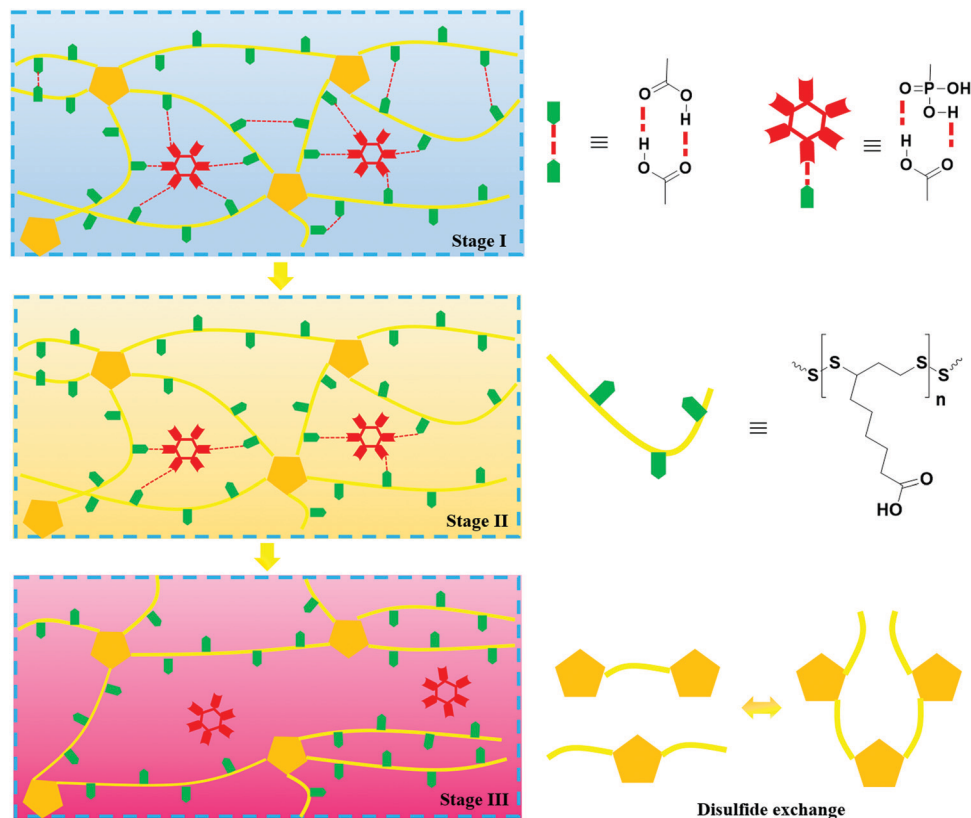 Stage I
O
O
H
H
O
O
≡
O=P-OH
O-H
H
O
O
≡
Stage II
S
S
S
S
n
O
HO
≡
Stage III
Disulfide exchange